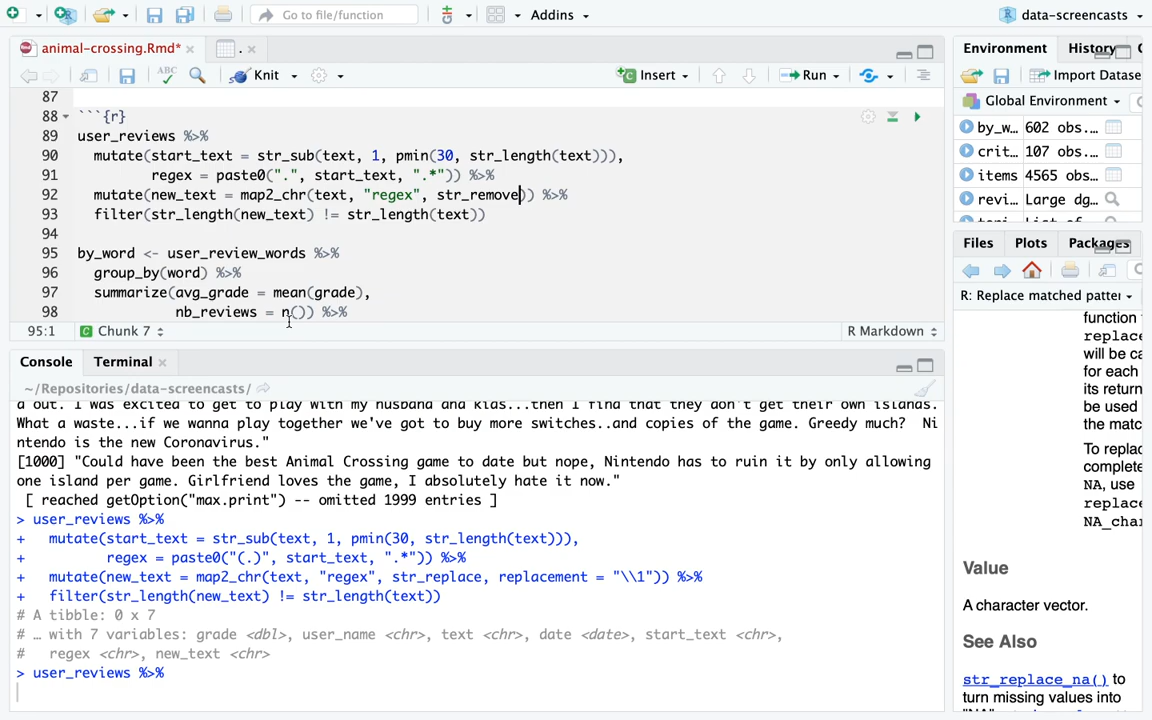 Go to file/function
Addins
data-screencasts
animal-crossing.Rmd*
.
Environment
History
ABC
Knit
Insert
Run
Import Datase
Global Environment
87
88 ```{r}
89 user_reviews %>%
90 mutate(start_text = str_sub(text, 1, pmin(30, str_length(text))),
91 regex = paste0(".", start_text, ".*")) %>%
92 mutate(new_text = map2_chr(text, "regex", str_remove)) %>%
93 filter(str_length(new_text) != str_length(text))
94
95 by_word <- user_review_words %>%
96 group_by(word) %>%
97 summarize(avg_grade = mean(grade),
98 nb_reviews = n()) %>%
95:1 Chunk 7 R Markdown
by_w… 602 obs.…
crit… 107 obs.…
items 4565 obs.…
revi… Large dg…
Files Plots Packages
R: Replace matched patter
function
replace
will be ca
for each
its return
be used
the matc
To replac
complete
NA, use
replace
NA_char
Value
A character vector.
See Also
str_replace_na() to
turn missing values into
Console Terminal
~/Repositories/data-screencasts/
a out. I was excited to get to play with my husband and kids...then I find that they don't get their own islands.
What a waste...if we wanna play together we've got to buy more switches..and copies of the game. Greedy much?  Ni
ntendo is the new Coronavirus."
[1000] "Could have been the best Animal Crossing game to date but nope, Nintendo has to ruin it by only allowing
one island per game. Girlfriend loves the game, I absolutely hate it now."
[ reached getOption("max.print") -- omitted 1999 entries ]
> user_reviews %>%
+ mutate(start_text = str_sub(text, 1, pmin(30, str_length(text))),
+ regex = paste0("(.)", start_text, ".*")) %>%
+ mutate(new_text = map2_chr(text, "regex", str_replace, replacement = "\\1")) %>%
+ filter(str_length(new_text) != str_length(text))
# A tibble: 0 x 7
# … with 7 variables: grade <dbl>, user_name <chr>, text <chr>, date <date>, start_text <chr>,
# regex <chr>, new_text <chr>
> user_reviews %>%